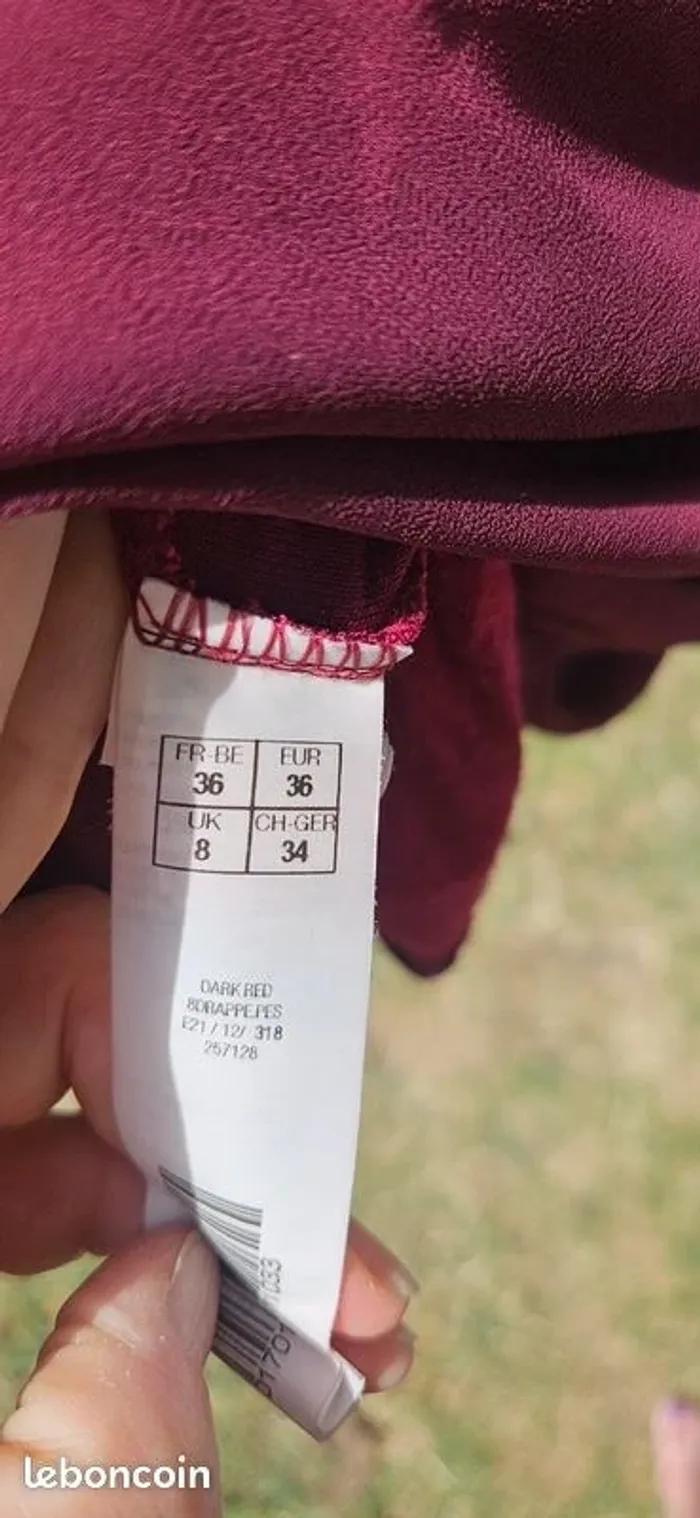 FR-BE EUR
36 36
UK CH-GER
8 34
DARK RED
8DRAPPE.PES
E21 / 12/ 318
257128
leboncoin